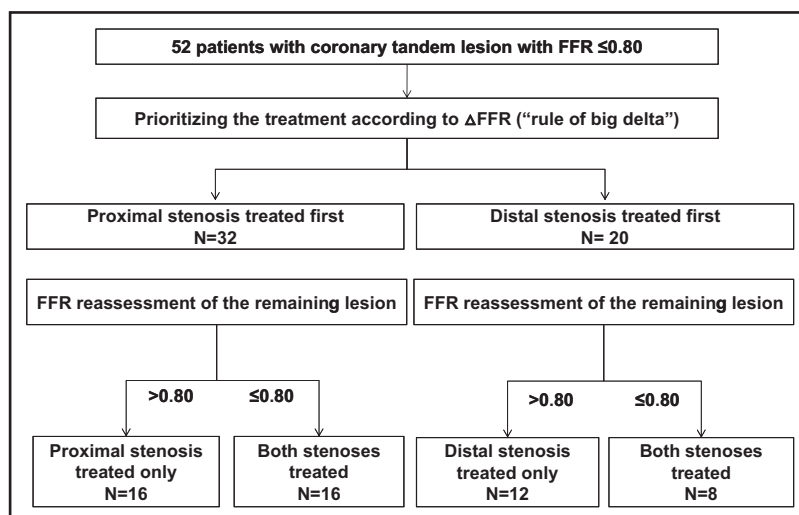 52 patients with coronary tandem lesion with FFR ≤0.80
Prioritizing the treatment according to △FFR (“rule of big delta”)
Proximal stenosis treated first
N=32
Distal stenosis treated first
N= 20
FFR reassessment of the remaining lesion
FFR reassessment of the remaining lesion
>0.80
≤0.80
>0.80
≤0.80
Proximal stenosis
treated only
N=16
Both stenoses
treated
N=16
Distal stenosis
treated only
N=12
Both stenoses
treated
N=8